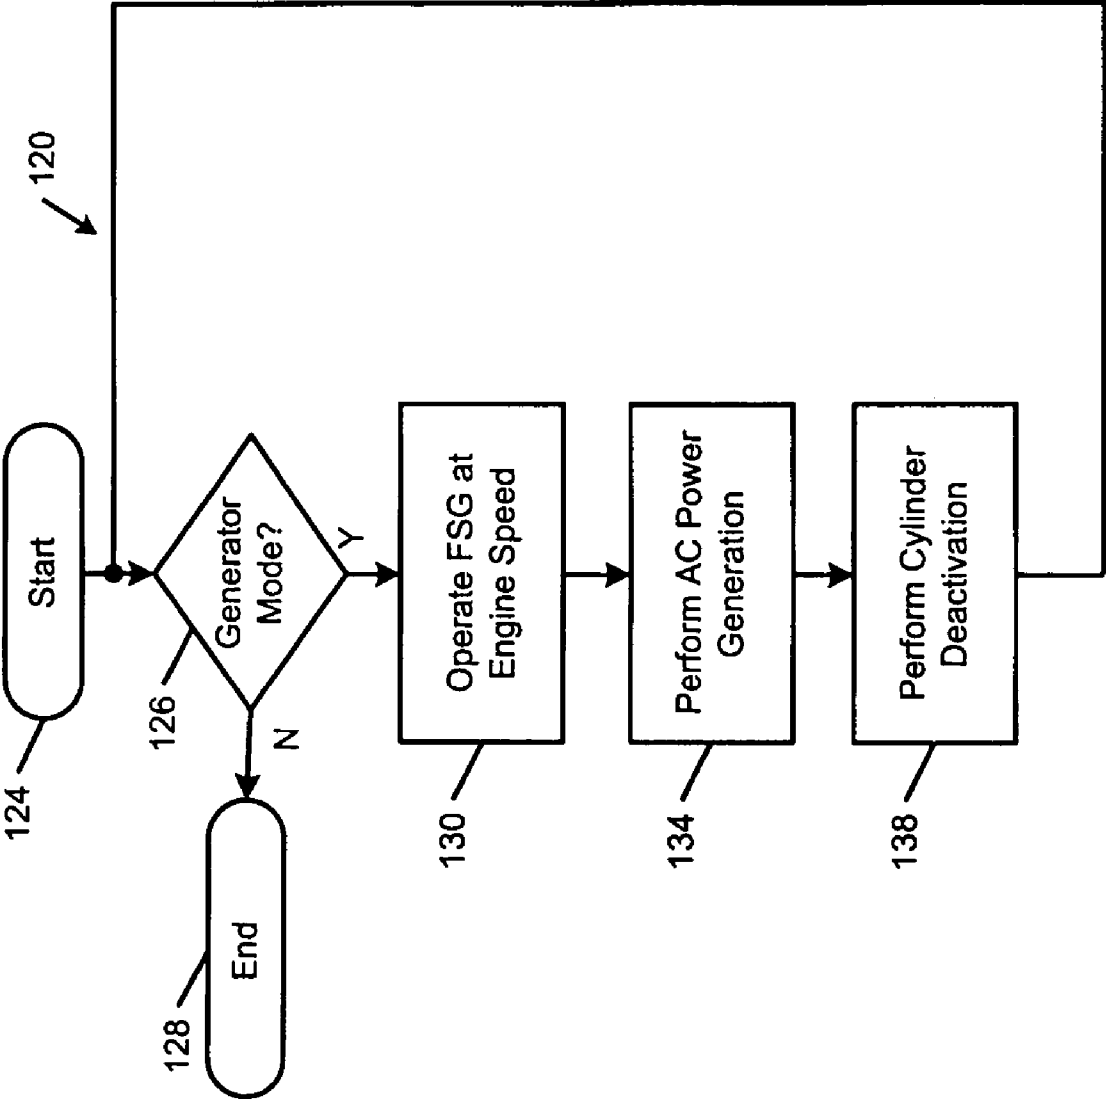 120
124
Start
126
Generator
Mode?
Y
N
128
End
130
Operate FSG at
Engine Speed
134
Perform AC Power
Generation
138
Perform Cylinder
Deactivation